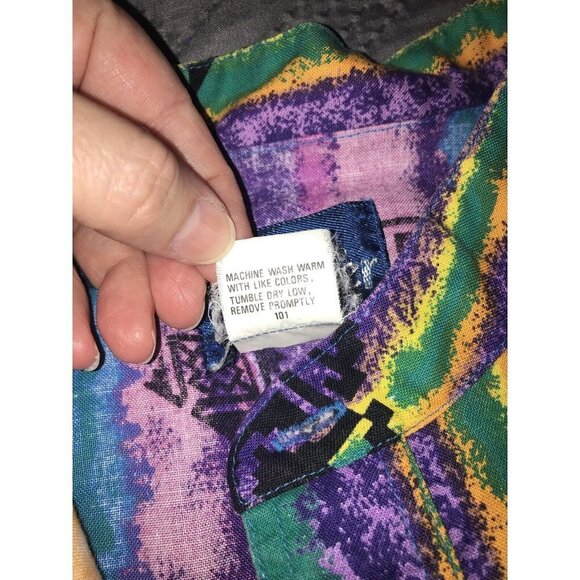 MACHINE WASH WARM
WITH LIKE COLORS,
TUMBLE DRY LOW,
REMOVE PROMPTLY
101